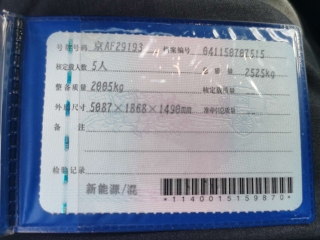 号牌号码 京AFZ9193 档案编号 041150787515
核定载人数 5人 总质量 2525kg
整备质量 2005kg 核定载质量
外廓尺寸 5087×1868×1490mm 准牵引总质量
备注
检验记录
新能源/混
*1140015159870*